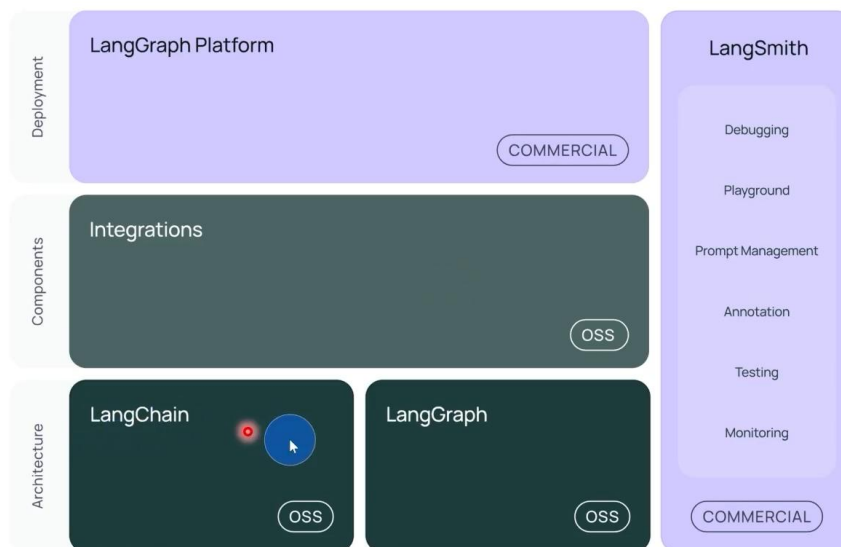 Deployment
LangGraph Platform
COMMERCIAL
Components
Integrations
OSS
Architecture
LangChain
OSS
LangGraph
OSS
LangSmith
Debugging
Playground
Prompt Management
Annotation
Testing
Monitoring
COMMERCIAL